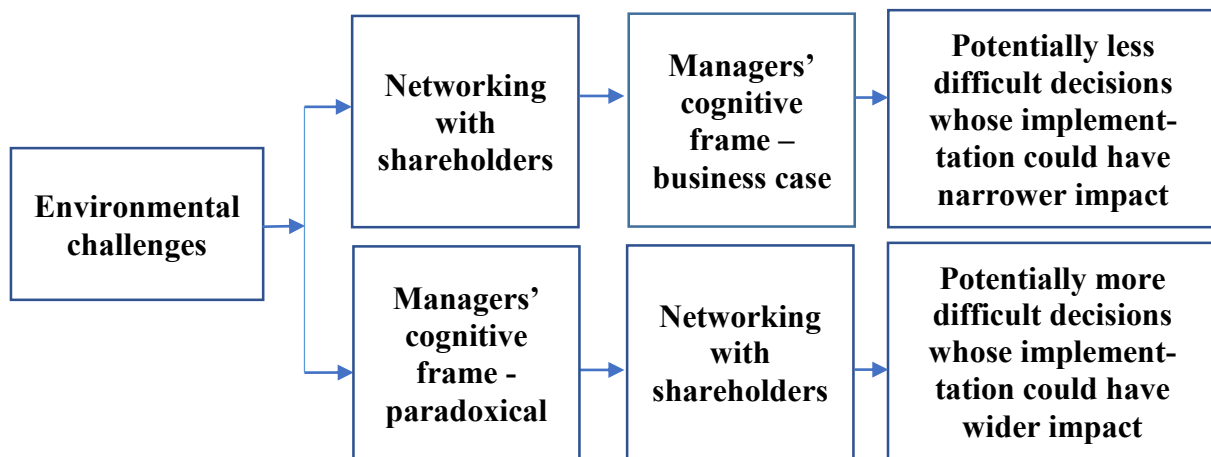 Environmental
challenges
Networking
with
shareholders
Managers’
cognitive
frame –
business case
Potentially less
difficult decisions
whose implement-
tation could have
narrower impact
Managers’
cognitive
frame -
paradoxical
Networking
with
shareholders
Potentially more
difficult decisions
whose implement-
tation could have
wider impact